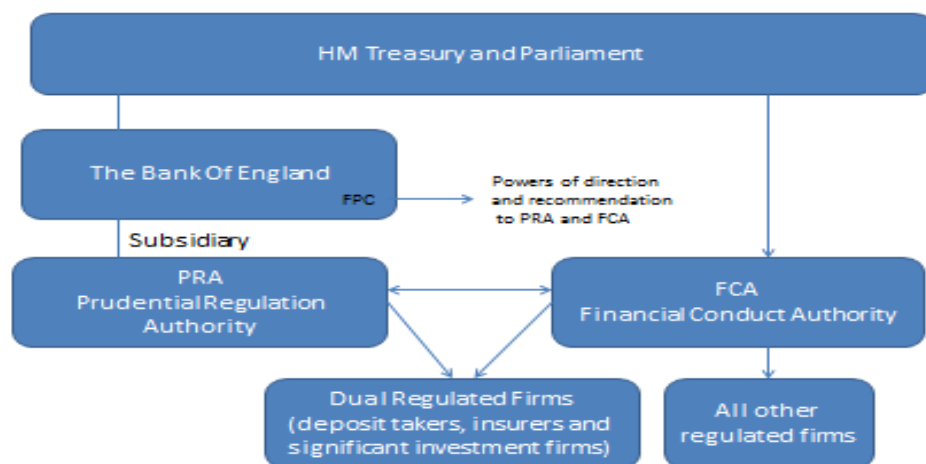 HM Treasury and Parliament
The Bank Of England
FPC
Powers of direction
and recommendation
to PRA and FCA
Subsidiary
PRA
Prudential Regulation
Authority
FCA
Financial Conduct Authority
Dual Regulated Firms
(deposit takers, insurers and
significant investment firms)
All other
regulated firms